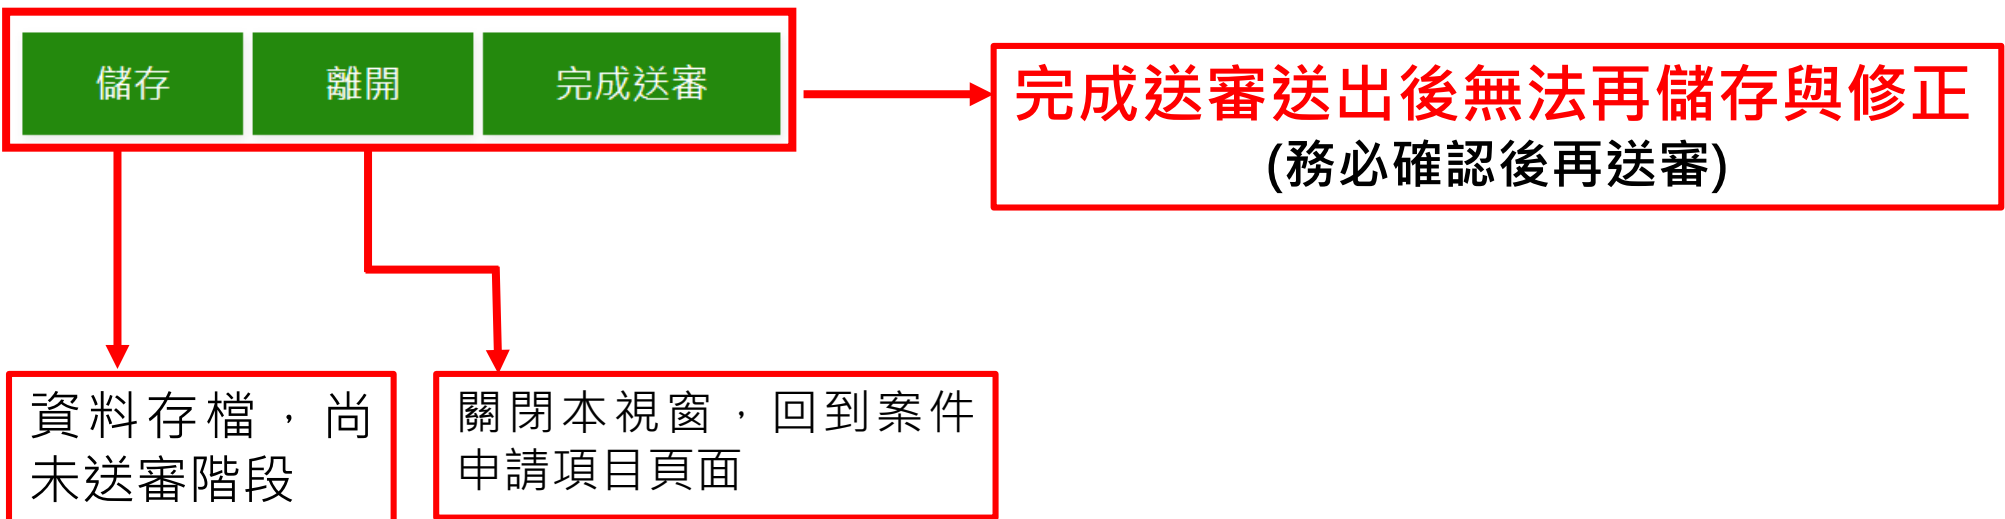 儲存
離開
完成送審
完成送審送出後無法再儲存與修正
(務必確認後再送審)
資料存檔，尚
未送審階段
關閉本視窗，回到案件
申請項目頁面